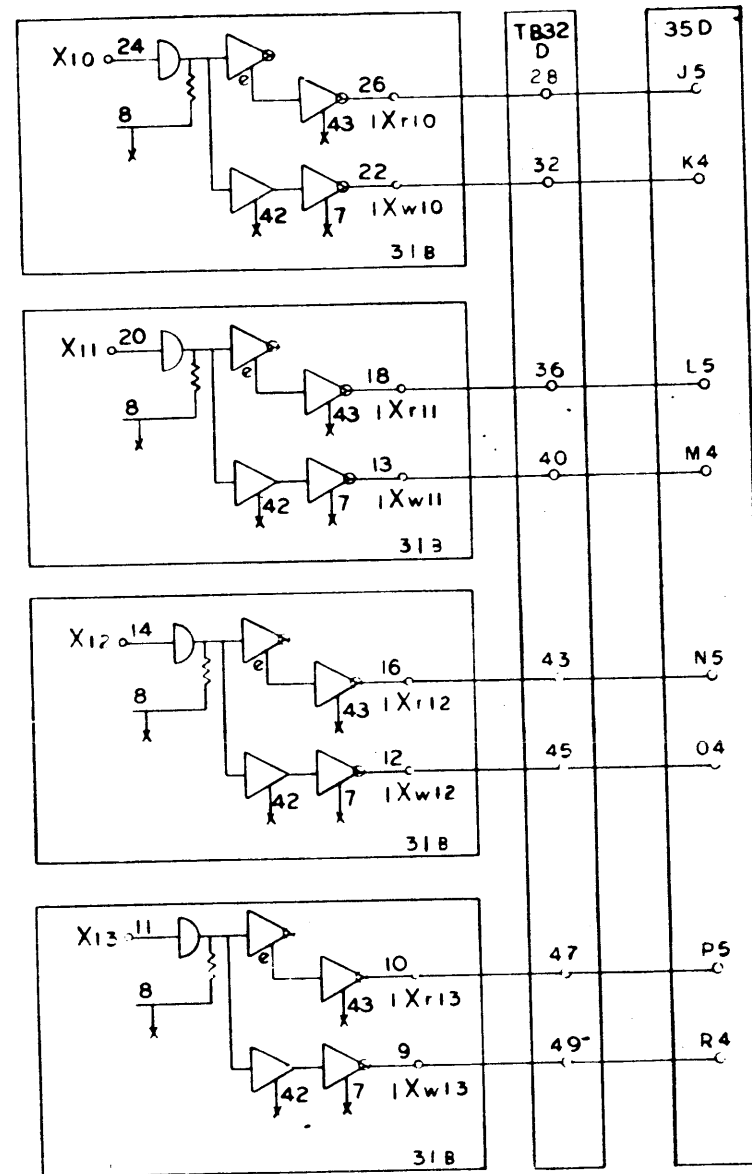 TB32 35D
D
X10 24 26 28 J5
e
8 43 1Xr10
22 32 K4
42 7 1Xw10
31B
X11 20 18 36 L5
e
8 43 1Xr11
13 40 M4
42 7 1Xw11
31B
X12 14 16 43 N5
e
8 43 1Xr12
12 45 O4
42 7 1Xw12
31B
X13 11 10 47 P5
e
8 43 1Xr13
9 49 R4
42 7 1Xw13
31B